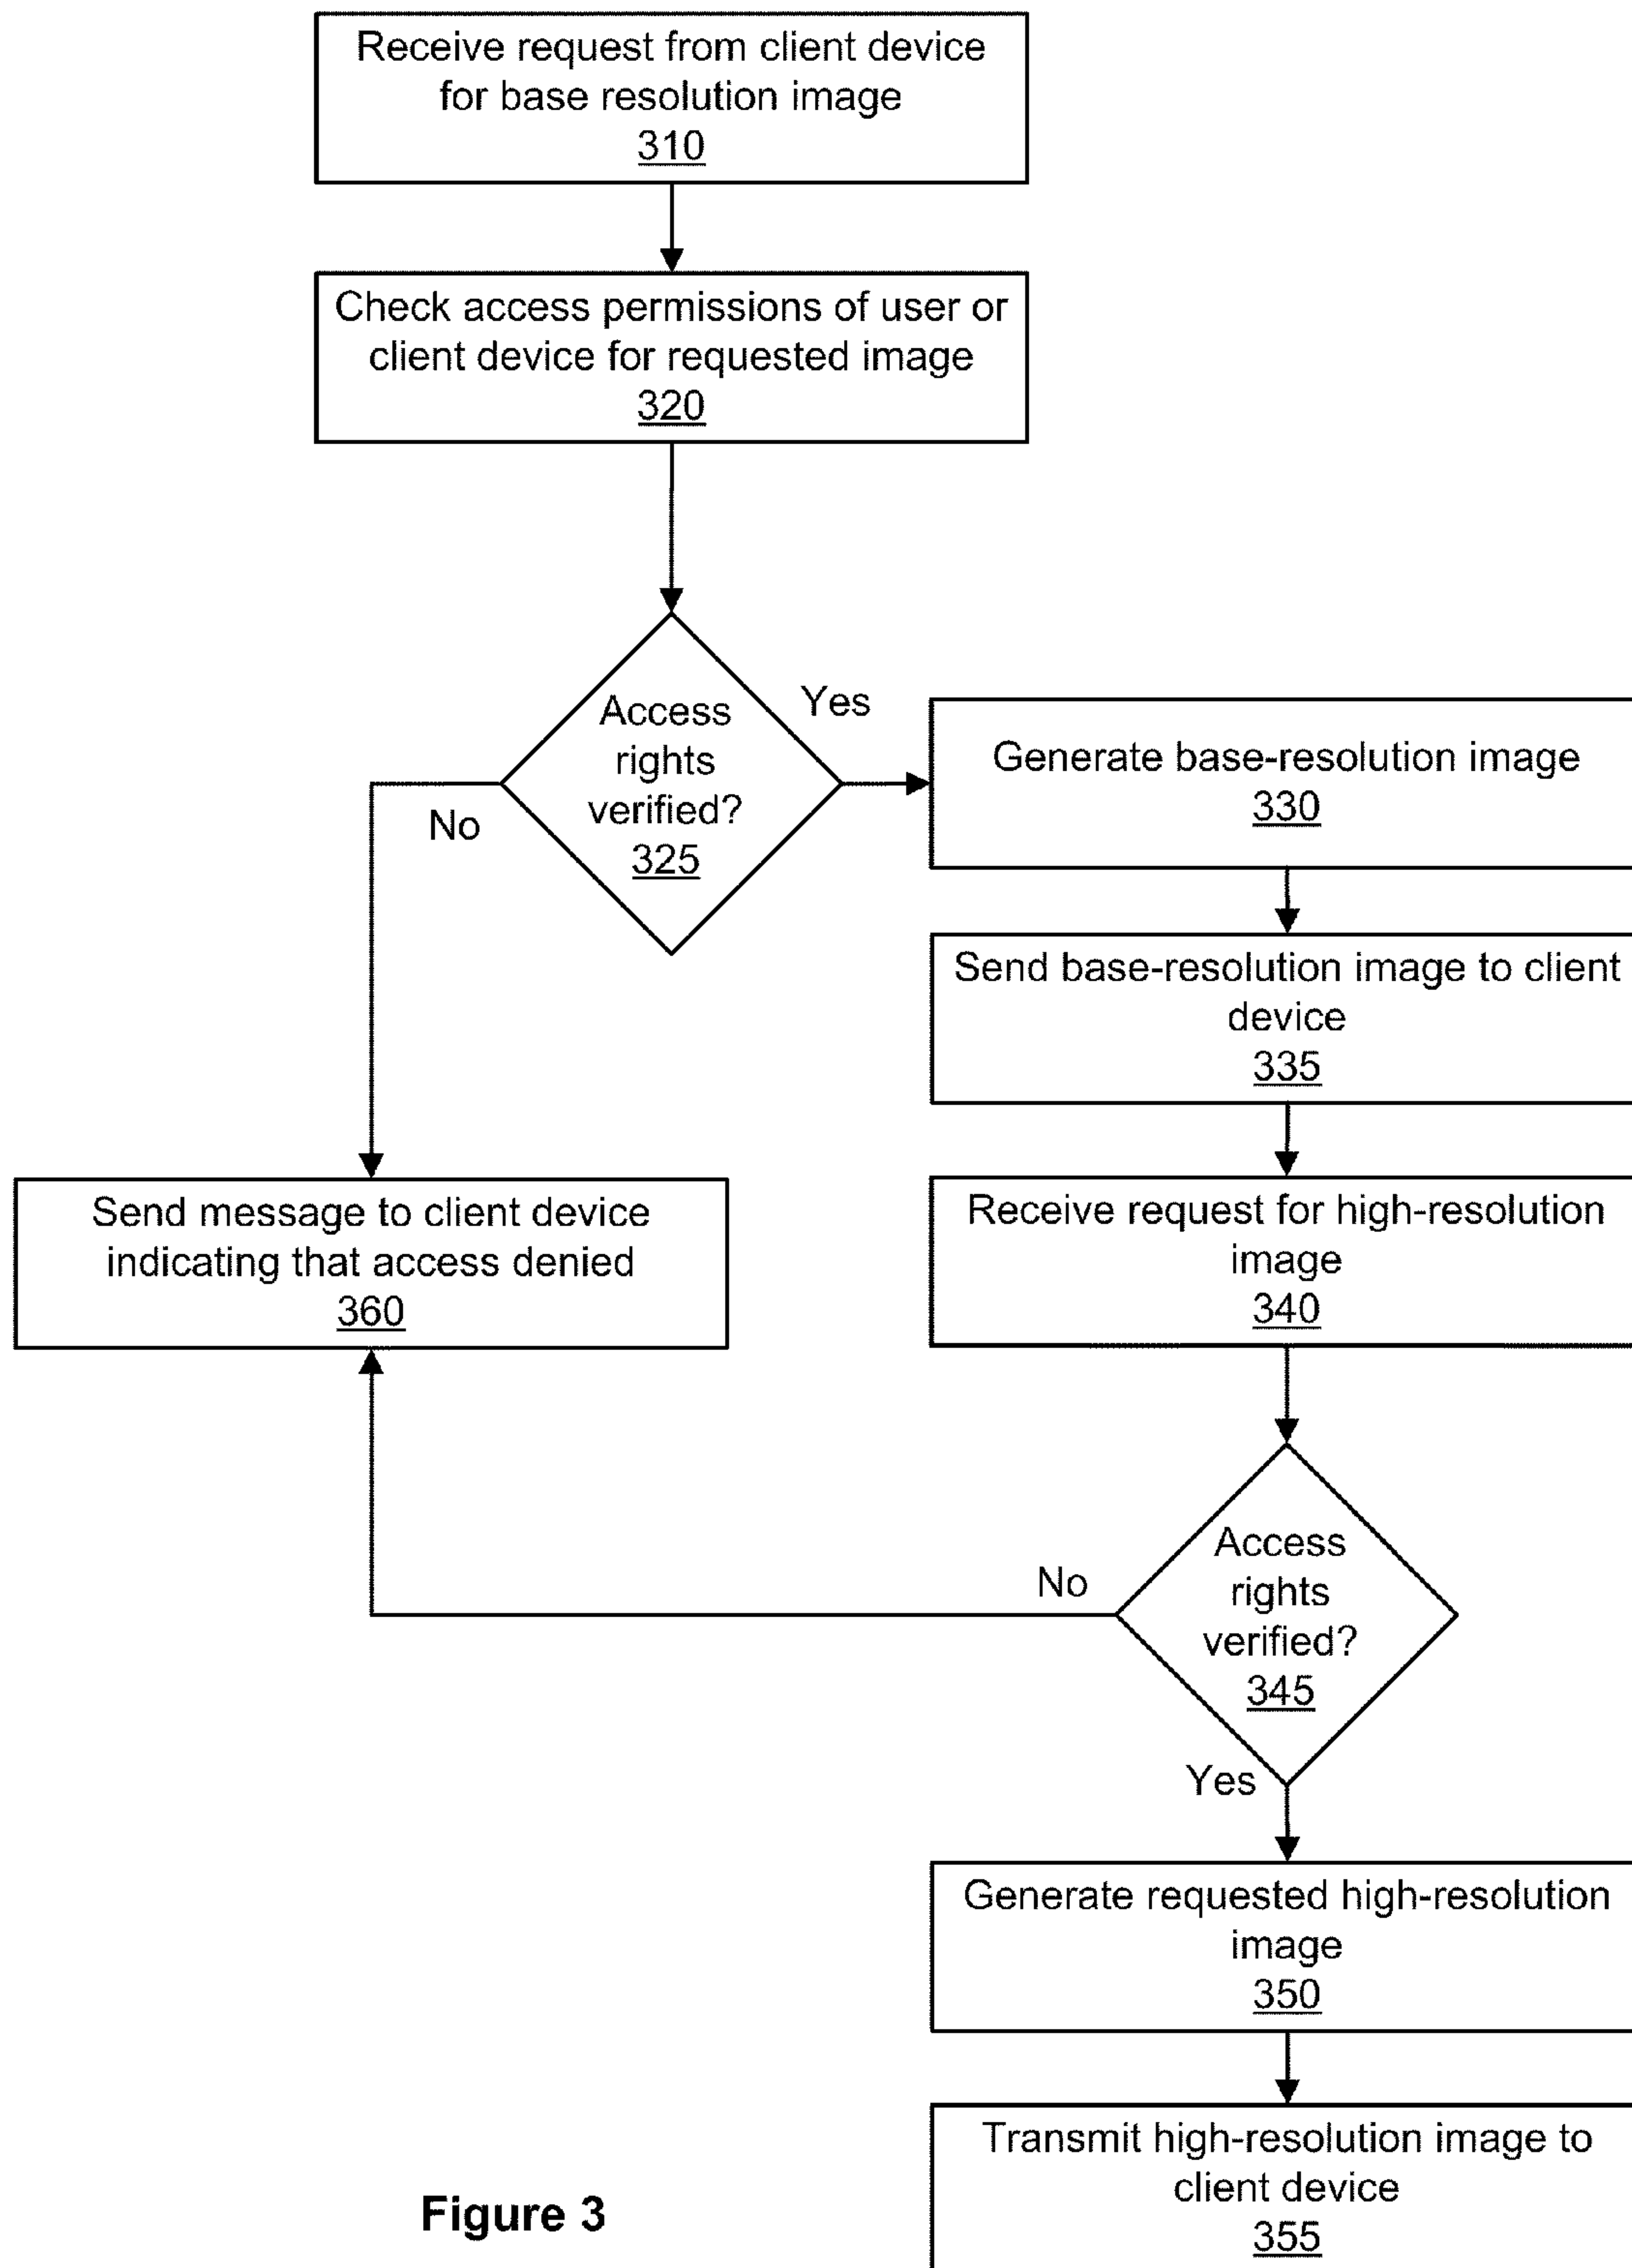 Receive request from client device
for base resolution image
310
Check access permissions of user or
client device for requested image
320
Access
rights
verified?
325
Yes
No
Generate base-resolution image
330
Send base-resolution image to client
device
335
Receive request for high-resolution
image
340
Send message to client device
indicating that access denied
360
Access
rights
verified?
345
No
Yes
Generate requested high-resolution
image
350
Transmit high-resolution image to
client device
355
Figure 3